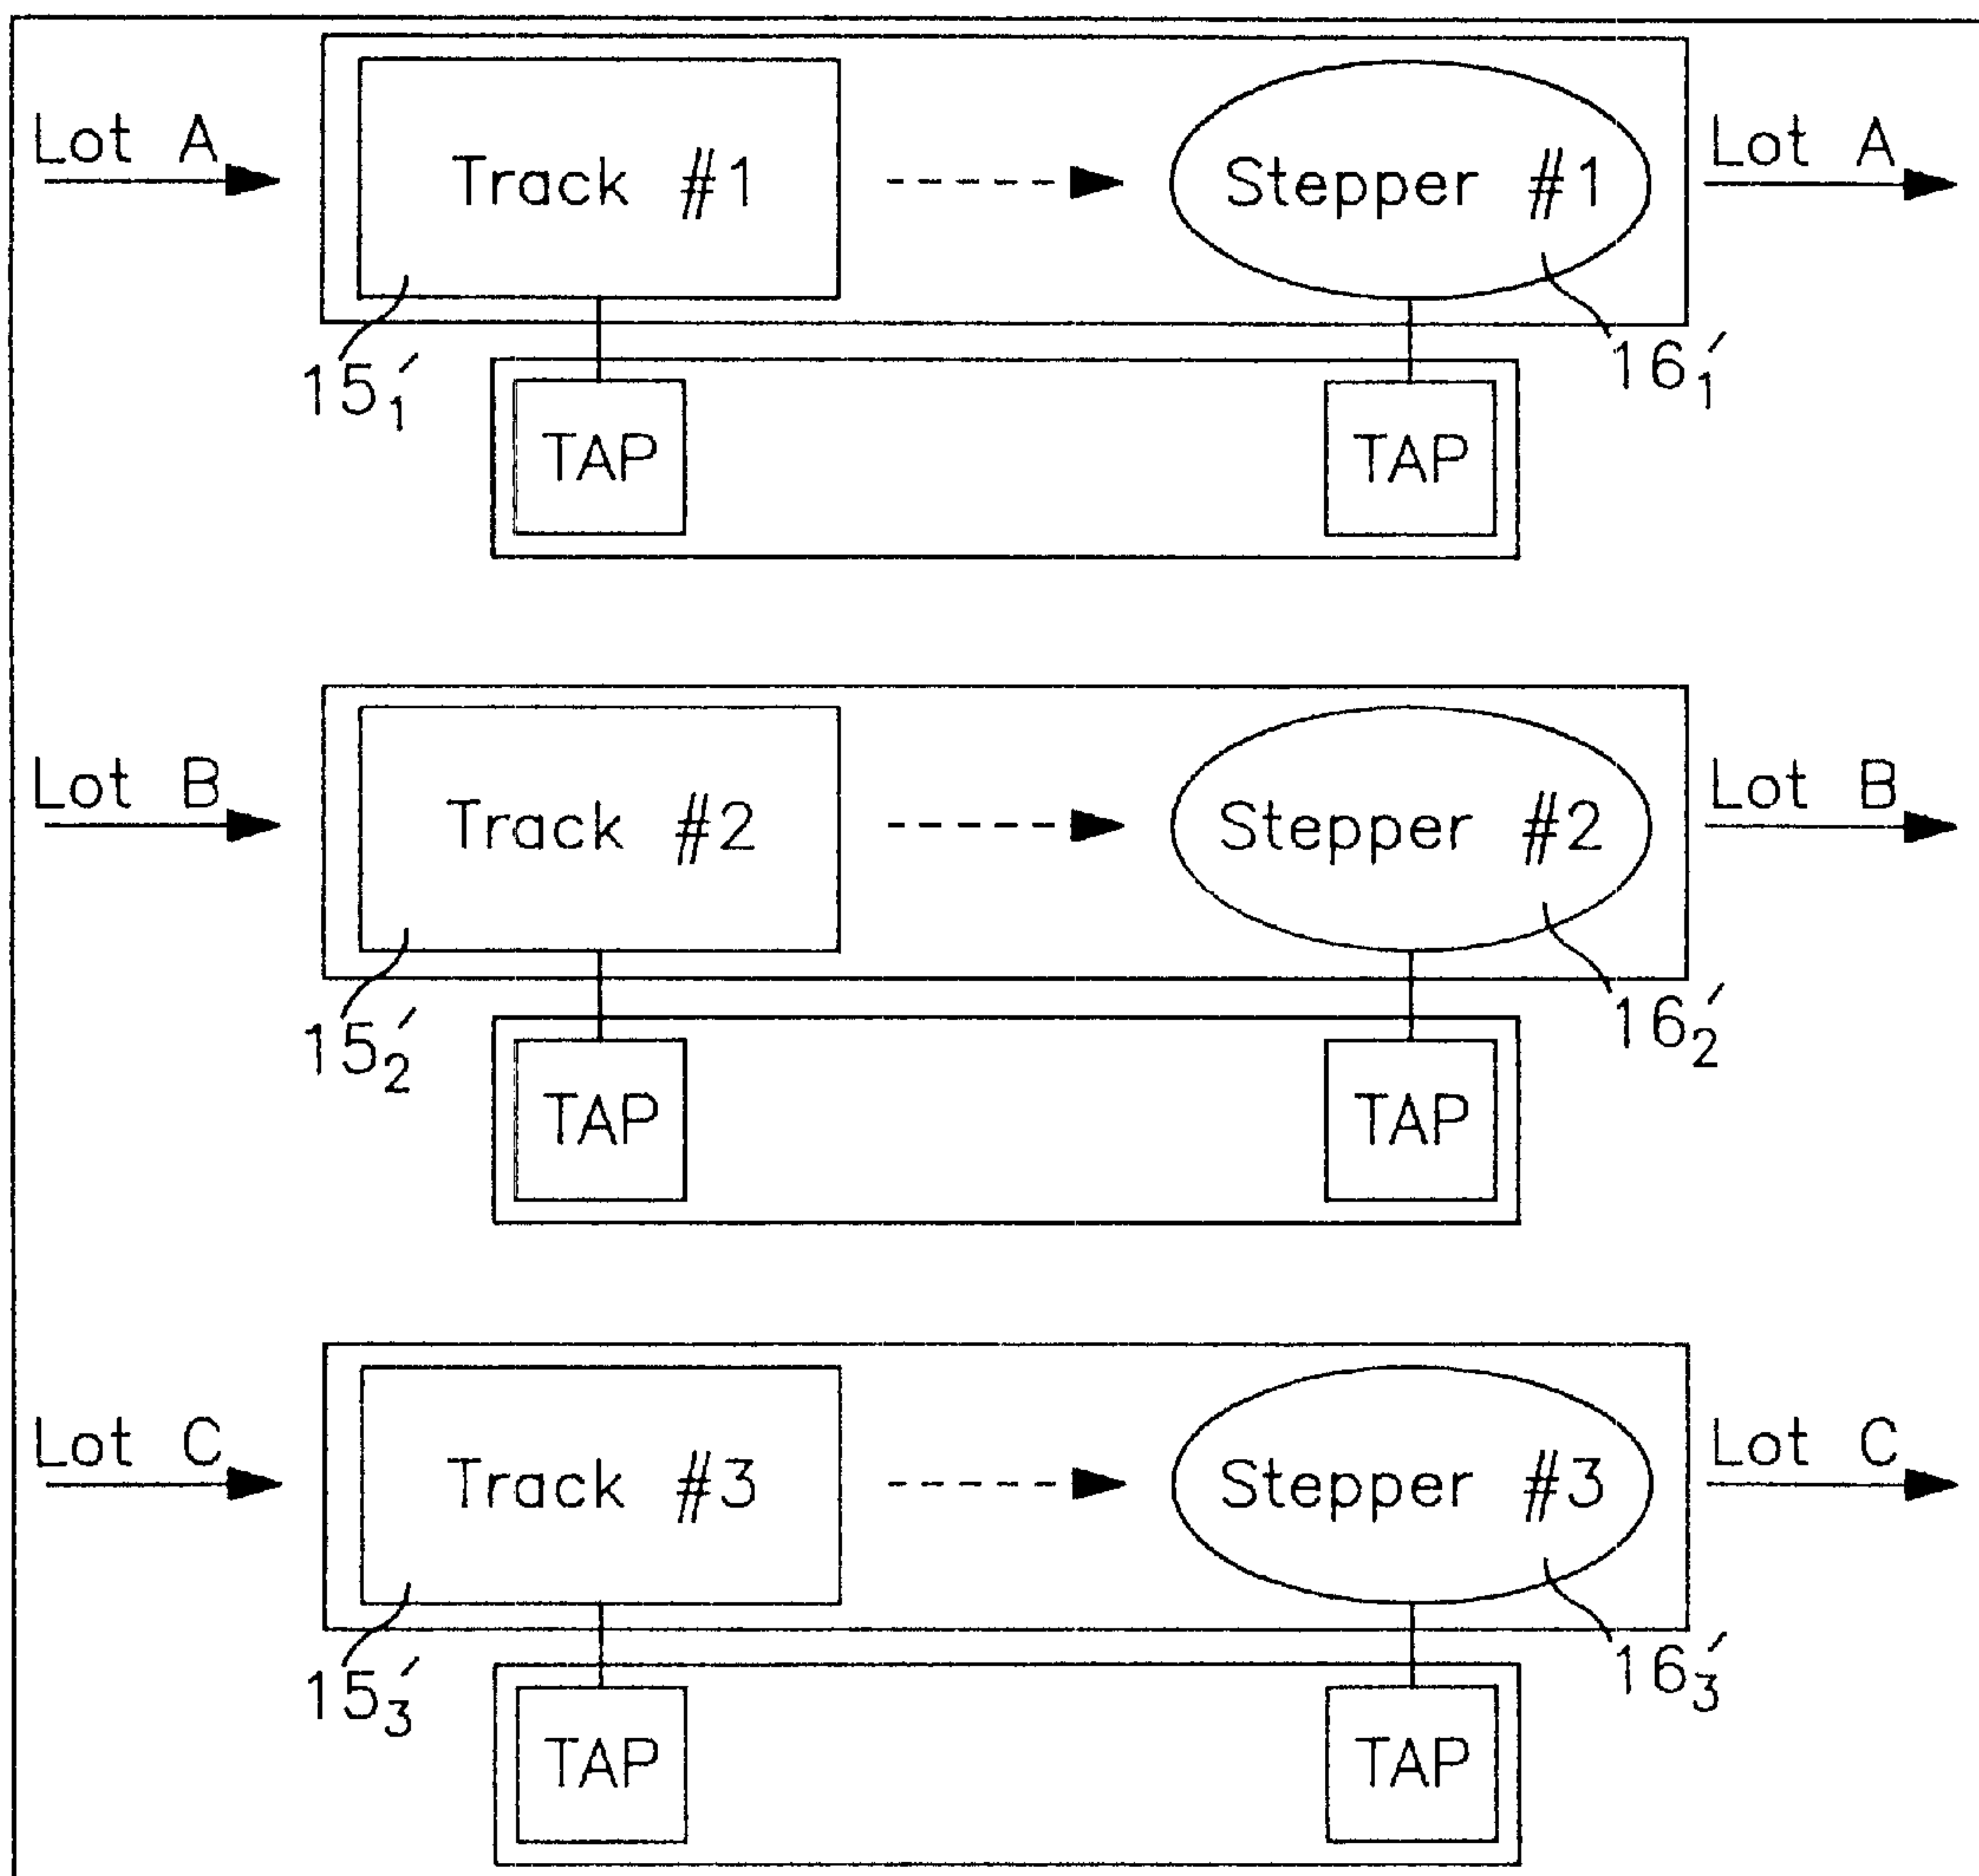 Lot A
Track #1
Stepper #1
Lot A
15₁′
16₁′
TAP
TAP
Lot B
Track #2
Stepper #2
Lot B
15₂′
16₂′
TAP
TAP
Lot C
Track #3
Stepper #3
Lot C
15₃′
16₃′
TAP
TAP